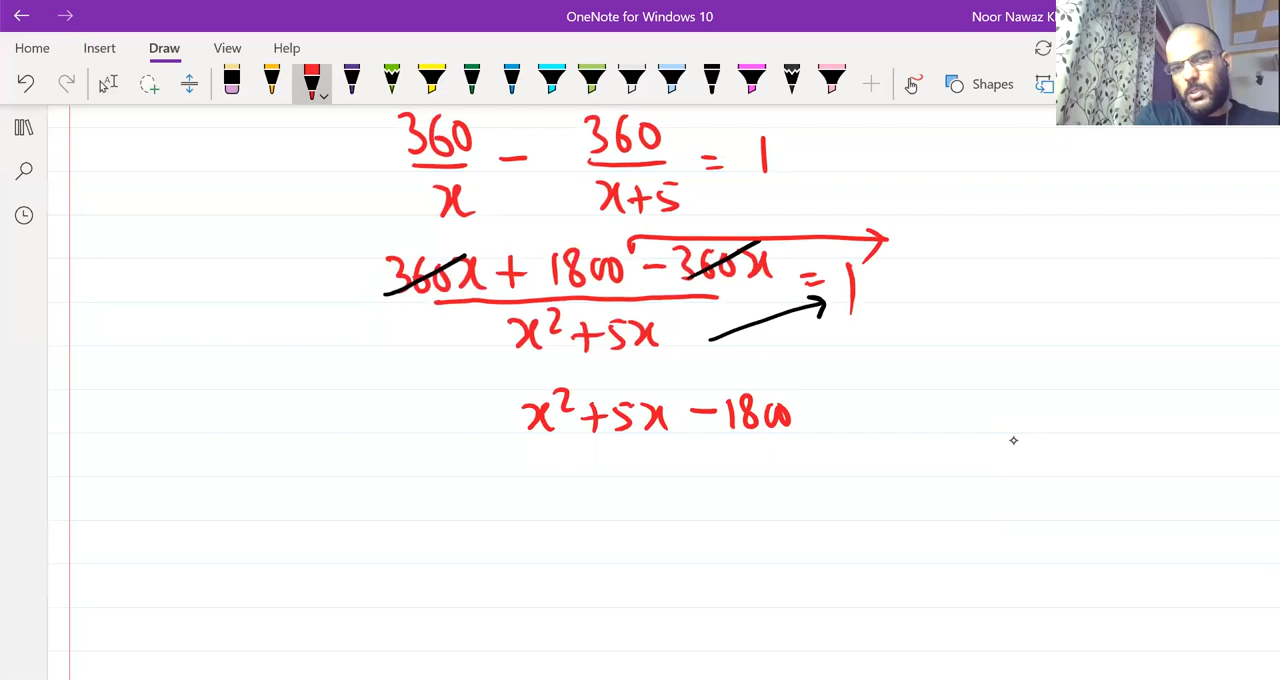 OneNote for Windows 10
Noor Nawaz K
Home Insert Draw View Help
Shapes
360/x - 360/(x+5) = 1
(360x + 1800 - 360x)/(x²+5x) = 1
x²+5x-1800